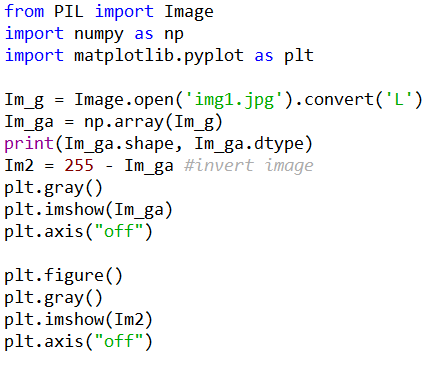 from PIL import Image
import numpy as np
import matplotlib.pyplot as plt
Im_g = Image.open('img1.jpg').convert('L')
Im_ga = np.array(Im_g)
print(Im_ga.shape, Im_ga.dtype)
Im2 = 255 - Im_ga #invert image
plt.gray()
plt.imshow(Im_ga)
plt.axis("off")
plt.figure()
plt.gray()
plt.imshow(Im2)
plt.axis("off")